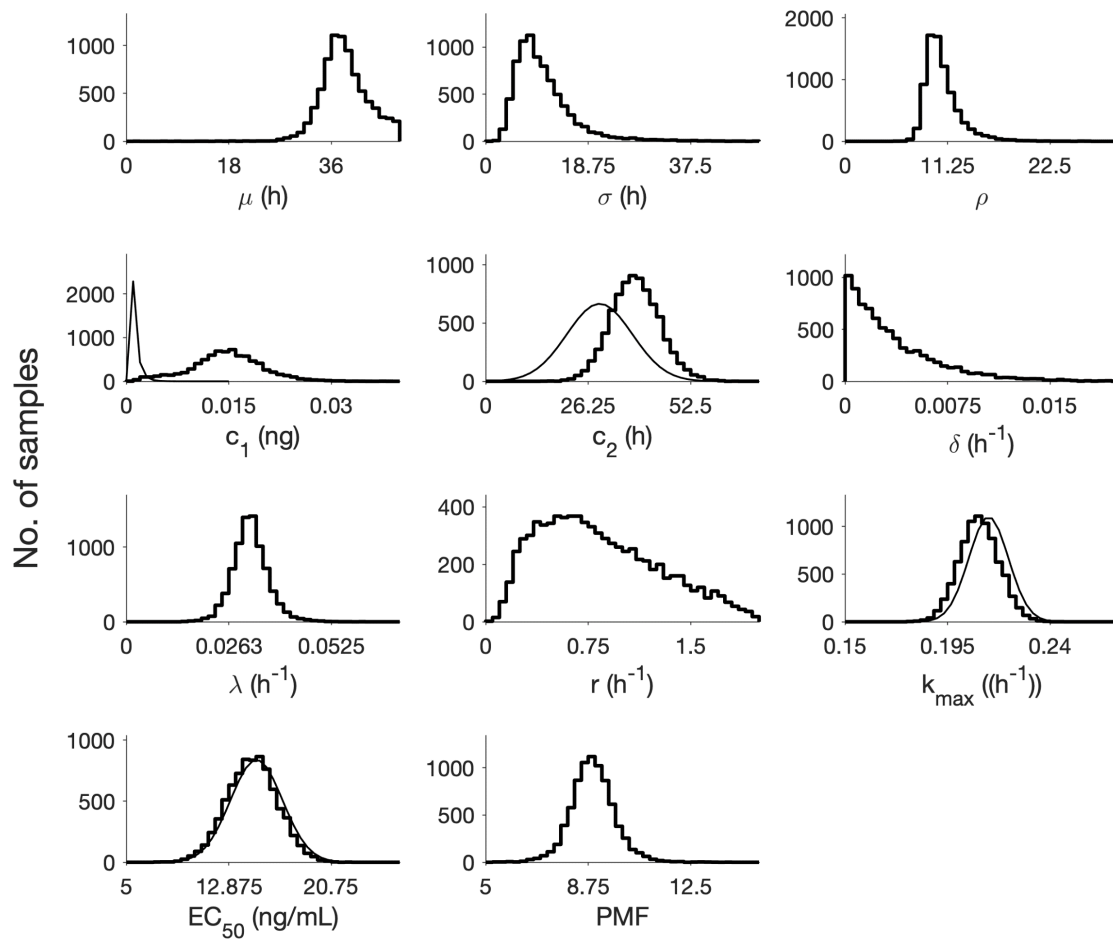 No. of samples
1000
500
0
0 18 36
μ (h)
1000
500
0
0 18.75 37.5
σ (h)
2000
1000
0
0 11.25 22.5
ρ
2000
1000
0
0 0.015 0.03
c1 (ng)
1000
500
0
0 26.25 52.5
c2 (h)
1000
500
0
0 0.0075 0.015
δ (h-1)
1000
0
0 0.0263 0.0525
λ (h-1)
400
200
0
0 0.75 1.5
r (h-1)
1000
500
0
0.15 0.195 0.24
kmax ((h-1))
1000
500
0
5 12.875 20.75
EC50 (ng/mL)
1000
500
0
5 8.75 12.5
PMF